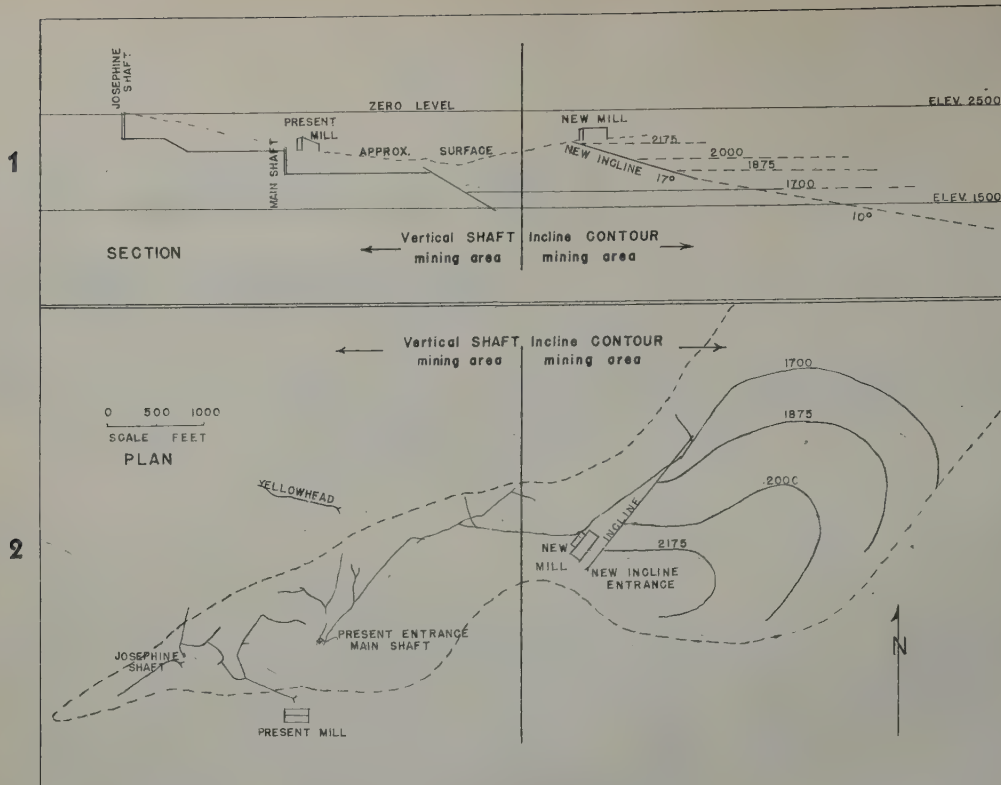 1
JOSEPHINE
SHAFT
ZERO LEVEL
ELEV. 2500
PRESENT
MILL
NEW MILL
2175
APPROX. SURFACE
MAIN SHAFT
NEW INCLINE
17°
2000
1875
1700
ELEV. 1500
10°
SECTION
Vertical SHAFT
mining area
Incline CONTOUR
mining area
2
Vertical SHAFT
mining area
Incline CONTOUR
mining area
0 500 1000
SCALE FEET
PLAN
1700
1875
YELLOWHEAD
2000
INCLINE
NEW
MILL
2175
NEW INCLINE
ENTRANCE
PRESENT ENTRANCE
MAIN SHAFT
JOSEPHINE
SHAFT
N
PRESENT MILL